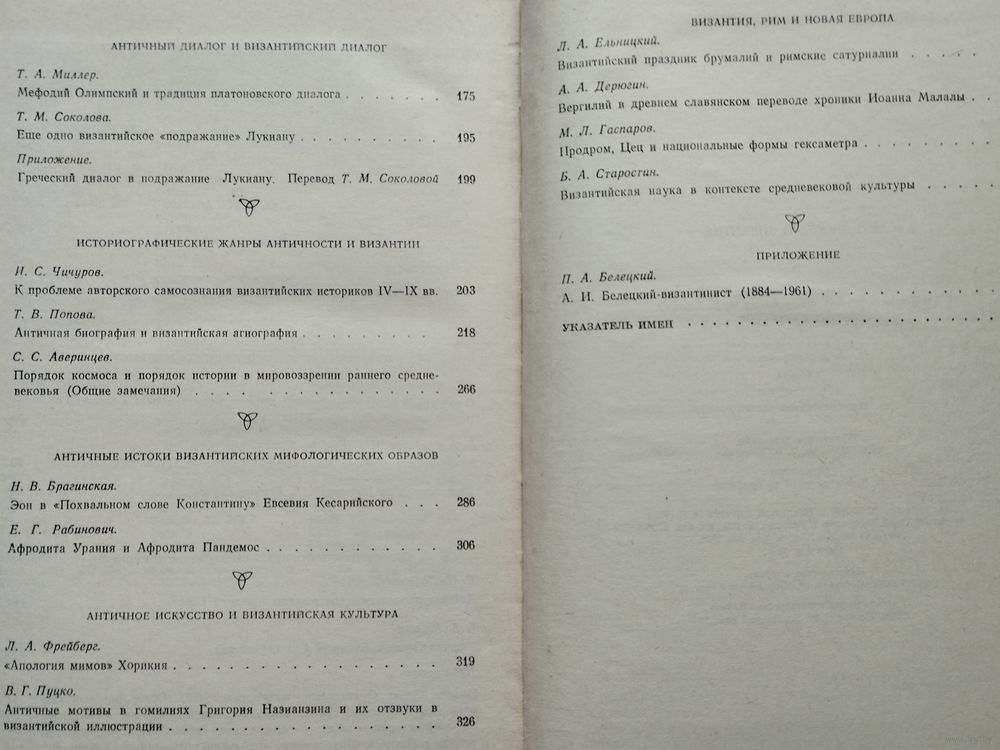 АНТИЧНЫЙ ДИАЛОГ И ВИЗАНТИЙСКИЙ ДИАЛОГ
Т. А. Миллер.
Мефодий Олимпский и традиция платоновского диалога . . . . . . . 175
Т. М. Соколова.
Еще одно византийское «подражание» Лукиану . . . . . . . . . . 195
Приложение.
Греческий диалог в подражание Лукиану. Перевод Т. М. Соколовой 199
ИСТОРИОГРАФИЧЕСКИЕ ЖАНРЫ АНТИЧНОСТИ И ВИЗАНТИИ
И. С. Чичуров.
К проблеме авторского самосознания византийских историков IV—IX вв. 203
Т. В. Попова.
Античная биография и византийская агиография . . . . . . . . . 218
С. С. Аверинцев.
Порядок космоса и порядок истории в мировоззрении раннего средне-
вековья (Общие замечания) . . . . . . . . . . . . . . . 266
АНТИЧНЫЕ ИСТОКИ ВИЗАНТИЙСКИХ МИФОЛОГИЧЕСКИХ ОБРАЗОВ
Н. В. Брагинская.
Эон в «Похвальном слове Константину» Евсевия Кесарийского . . . 286
Е. Г. Рабинович.
Афродита Урания и Афродита Пандемос . . . . . . . . . . . . 306
АНТИЧНОЕ ИСКУССТВО И ВИЗАНТИЙСКАЯ КУЛЬТУРА
Л. А. Фрейберг.
«Апология мимов» Хорикия . . . . . . . . . . . . . . . . . 319
В. Г. Пуцко.
Античные мотивы в гомилиях Григория Назианзина и их отзвуки в
византийской иллюстрации . . . . . . . . . . . . . . . . . 326
ВИЗАНТИЯ, РИМ И НОВАЯ ЕВРОПА
Л. А. Ельницкий.
Византийский праздник брумалий и римские сатурналии . . . . .
А. А. Дерюгин.
Вергилий в древнем славянском переводе хроники Иоанна Малалы . .
М. Л. Гаспаров.
Продром, Цец и национальные формы гексаметра . . . . . . . . .
Б. А. Старостин.
Византийская наука в контексте средневековой культуры . . . . .
ПРИЛОЖЕНИЕ
П. А. Белецкий.
А. И. Белецкий-византинист (1884—1961) . . . . . . . . . . . .
УКАЗАТЕЛЬ ИМЕН . . . . . . . . . . . . . . . . . . . . . .